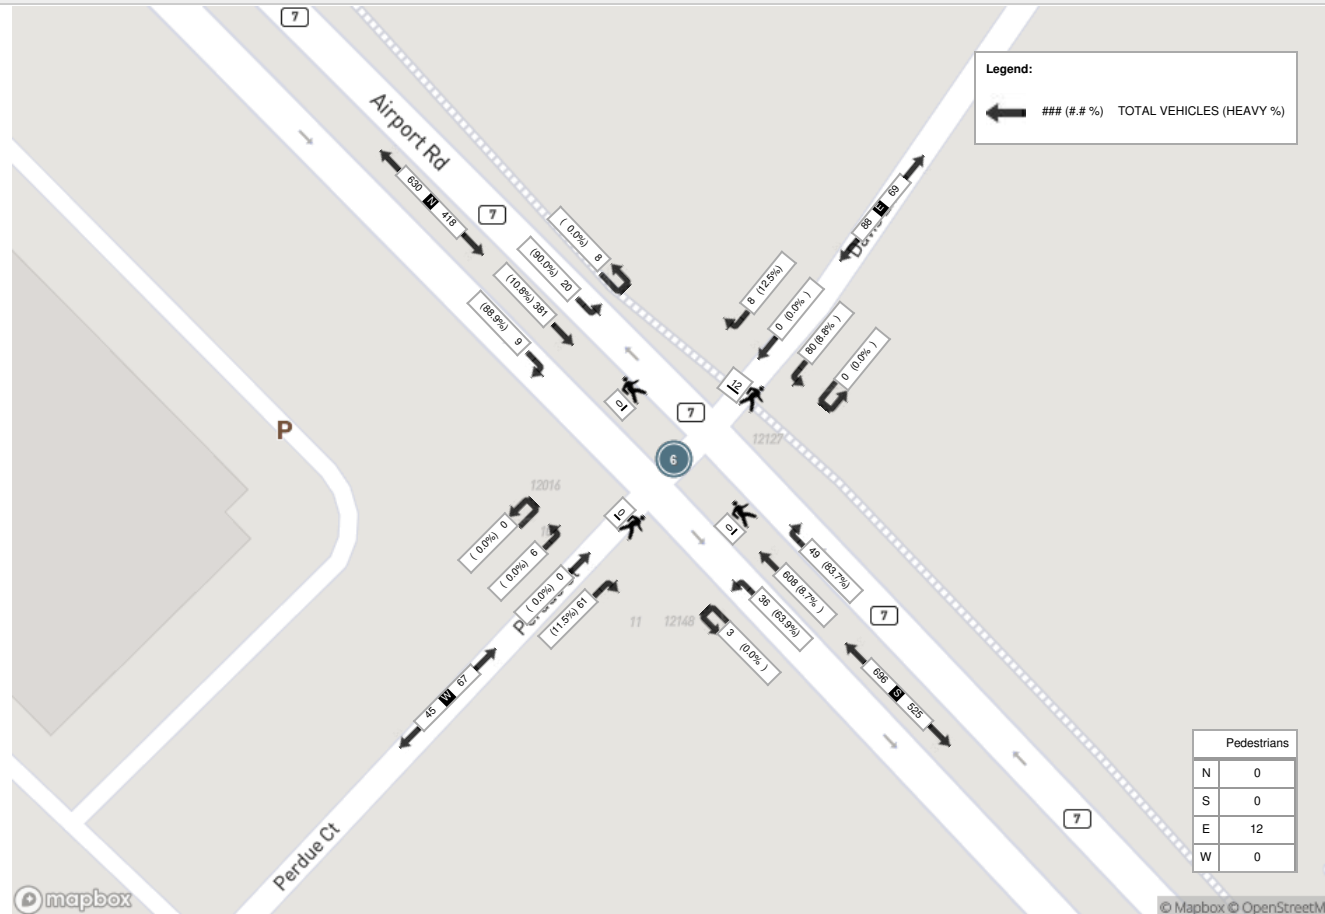 7
Legend:
### (#.# %) TOTAL VEHICLES (HEAVY %)
Airport Rd
630 N 418
7
( 0.0%) 8
(90.0%) 20
(10.8%) 381
(88.9%) 9
88 E 69
8 (12.5%)
0 (0.0% )
80 (8.8% )
0 (0.0% )
12
0
7
12127
P
6
12016
0
0
( 0.0%) 0
( 0.0%) 6
( 0.0%) 0
(11.5%) 61
49 (83.7%)
608 (8.7% )
36 (63.9%)
3 (0.0% )
11
12148
7
45 W 67
696 S 525
7
Perdue Ct
Pedestrians
N 0
S 0
E 12
W 0
mapbox
© Mapbox © OpenStreetM